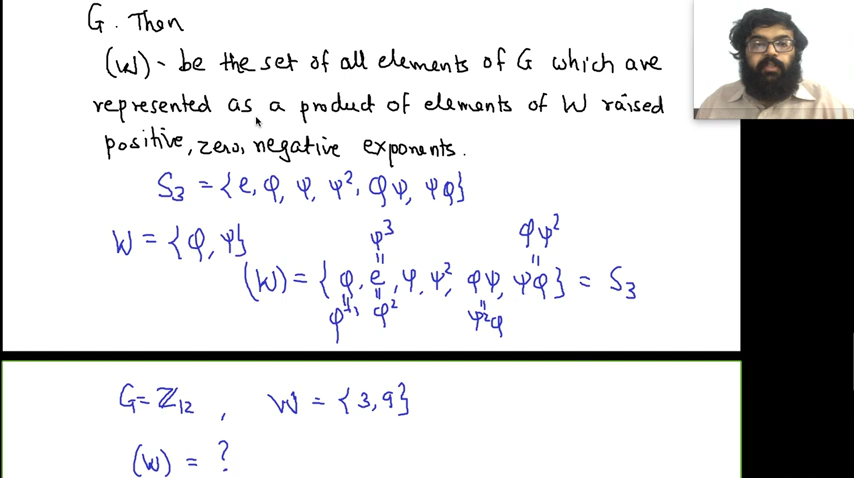 G. Then
(W) - be the set of all elements of G which are
represented as a product of elements of W raised
positive, zero, negative exponents.
S₃ = {e, φ, ψ, ψ², φψ, ψφ}
W = {φ, ψ}
ψ³ φψ²
= =
(W) = {φ, e, ψ, ψ², φψ, ψφ} = S₃
= = =
φ⁻¹, φ² ψ²φ
G = ℤ₁₂ , W = {3, 9}
(W) = ?